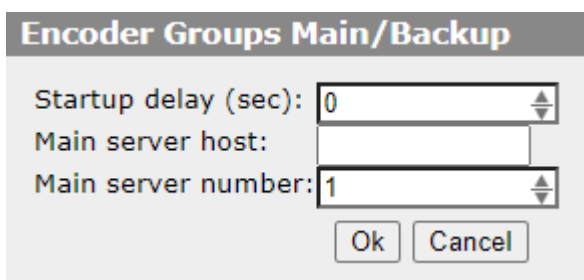 Encoder Groups Main/Backup
Startup delay (sec): 0
Main server host:
Main server number: 1
Ok Cancel